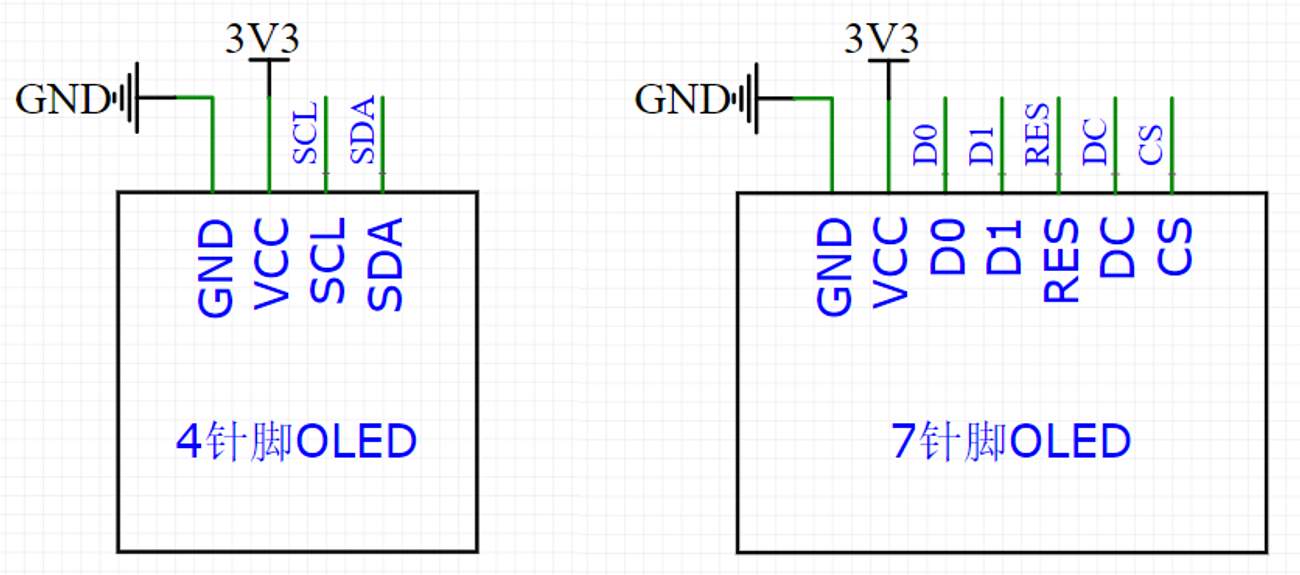 3V3
GND
SCL
SDA
GND
VCC
SCL
SDA
4针脚OLED
3V3
GND
D0
D1
RES
DC
CS
GND
VCC
D0
D1
RES
DC
CS
7针脚OLED